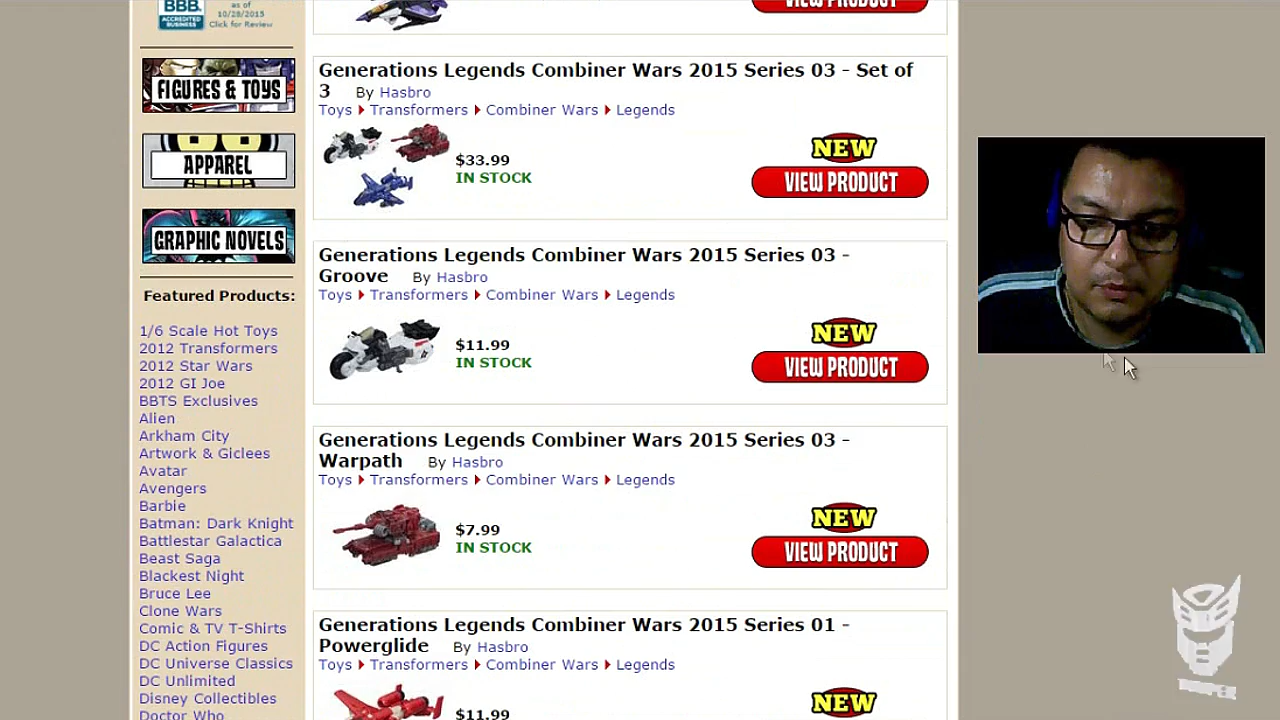 BBB.
ACCREDITED
BUSINESS
as of
10/28/2015
Click for Review
FIGURES & TOYS
APPAREL
GRAPHIC NOVELS
Featured Products:
1/6 Scale Hot Toys
2012 Transformers
2012 Star Wars
2012 GI Joe
BBTS Exclusives
Alien
Arkham City
Artwork & Giclees
Avatar
Avengers
Barbie
Batman: Dark Knight
Battlestar Galactica
Beast Saga
Blackest Night
Bruce Lee
Clone Wars
Comic & TV T-Shirts
DC Action Figures
DC Universe Classics
DC Unlimited
Disney Collectibles
Doctor Who
VIEW PRODUCT
Generations Legends Combiner Wars 2015 Series 03 - Set of
3 By Hasbro
Toys Transformers Combiner Wars Legends
$33.99
IN STOCK
NEW
VIEW PRODUCT
Generations Legends Combiner Wars 2015 Series 03 -
Groove By Hasbro
Toys Transformers Combiner Wars Legends
$11.99
IN STOCK
NEW
VIEW PRODUCT
Generations Legends Combiner Wars 2015 Series 03 -
Warpath By Hasbro
Toys Transformers Combiner Wars Legends
$7.99
IN STOCK
NEW
VIEW PRODUCT
Generations Legends Combiner Wars 2015 Series 01 -
Powerglide By Hasbro
Toys Transformers Combiner Wars Legends
$11.99
NEW